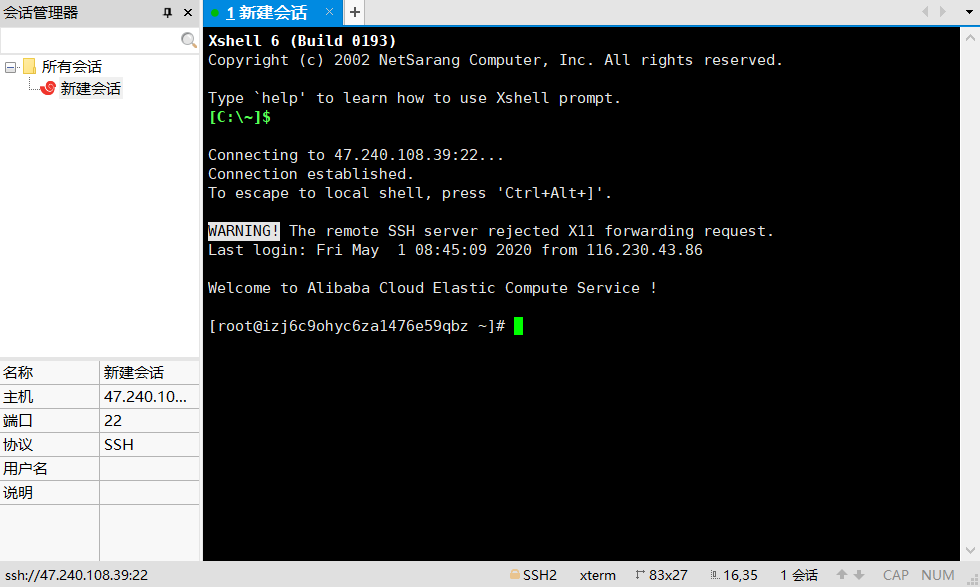 会话管理器
所有会话
新建会话
名称 新建会话
主机 47.240.10...
端口 22
协议 SSH
用户名
说明
1 新建会话
Xshell 6 (Build 0193)
Copyright (c) 2002 NetSarang Computer, Inc. All rights reserved.
Type `help' to learn how to use Xshell prompt.
[C:\~]$
Connecting to 47.240.108.39:22...
Connection established.
To escape to local shell, press 'Ctrl+Alt+]'.
WARNING! The remote SSH server rejected X11 forwarding request.
Last login: Fri May  1 08:45:09 2020 from 116.230.43.86
Welcome to Alibaba Cloud Elastic Compute Service !
[root@izj6c9ohyc6za1476e59qbz ~]#
ssh://47.240.108.39:22 SSH2 xterm 83x27 16,35 1 会话 CAP NUM